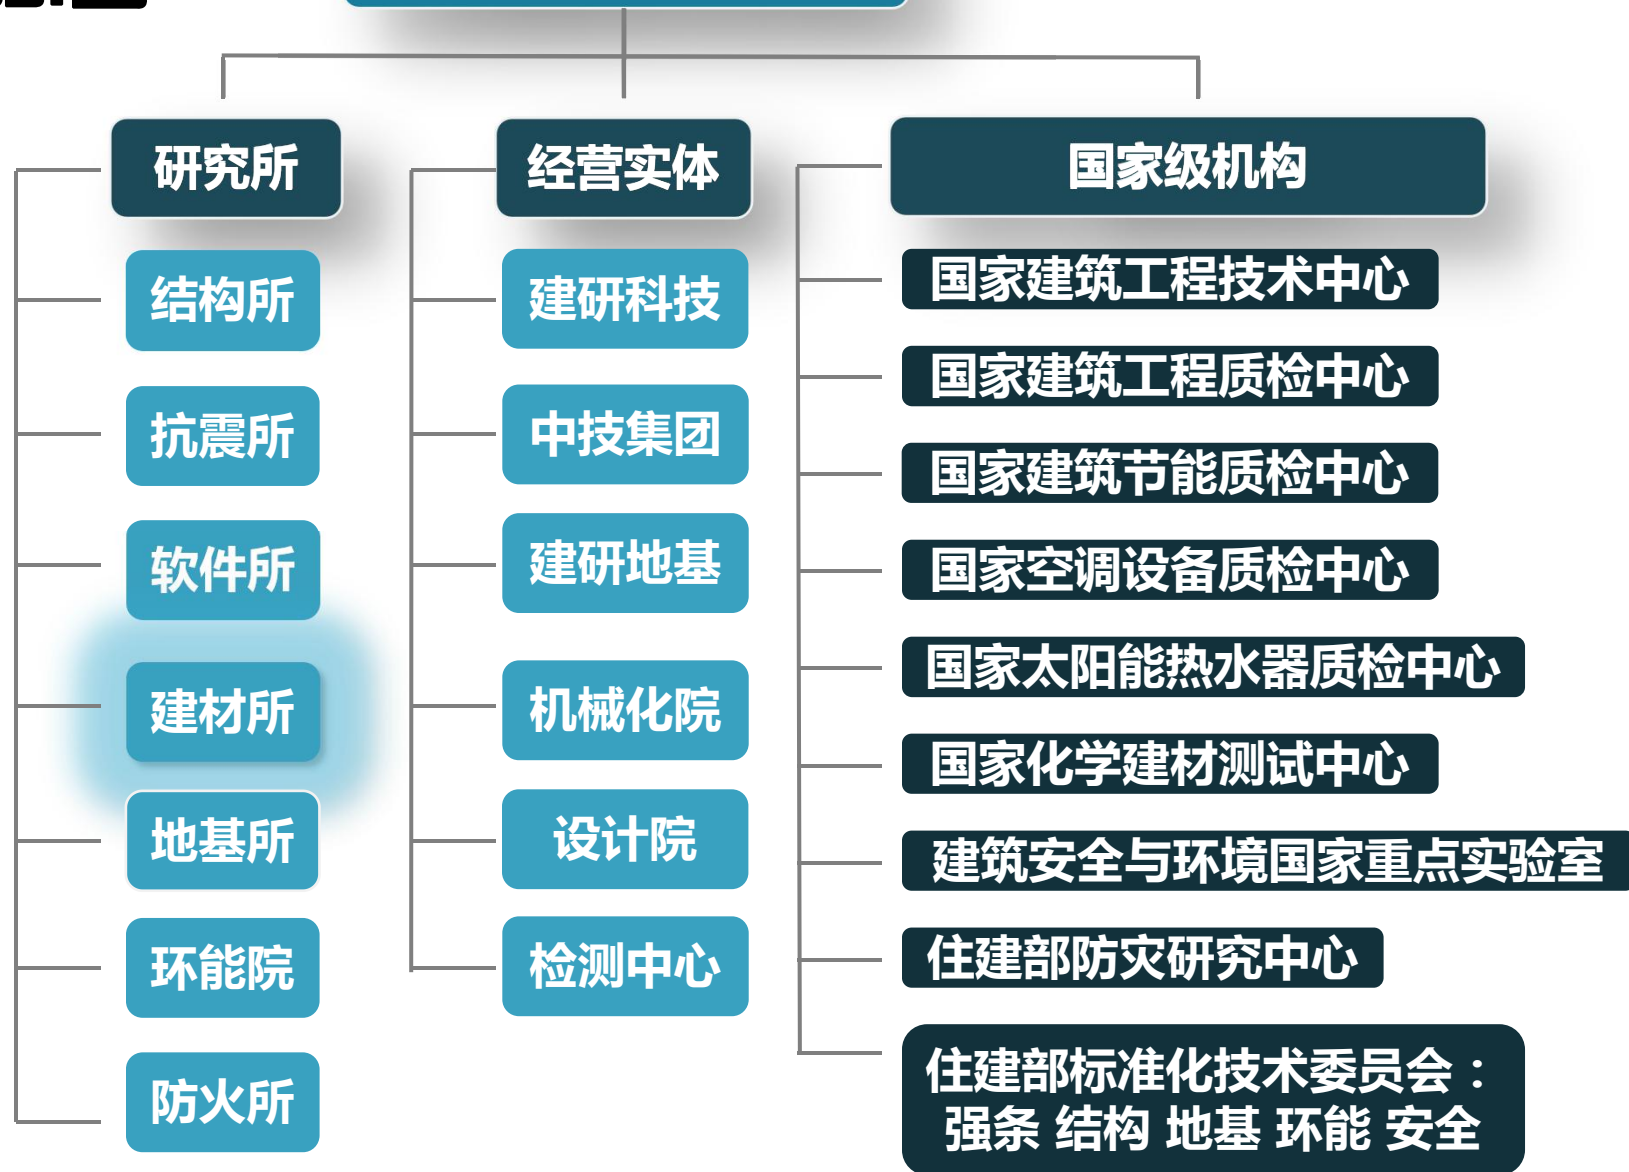 研究所
结构所
抗震所
软件所
建材所
地基所
环能院
防火所
经营实体
建研科技
中技集团
建研地基
机械化院
设计院
检测中心
国家级机构
国家建筑工程技术中心
国家建筑工程质检中心
国家建筑节能质检中心
国家空调设备质检中心
国家太阳能热水器质检中心
国家化学建材测试中心
建筑安全与环境国家重点实验室
住建部防灾研究中心
住建部标准化技术委员会：
强条 结构 地基 环能 安全